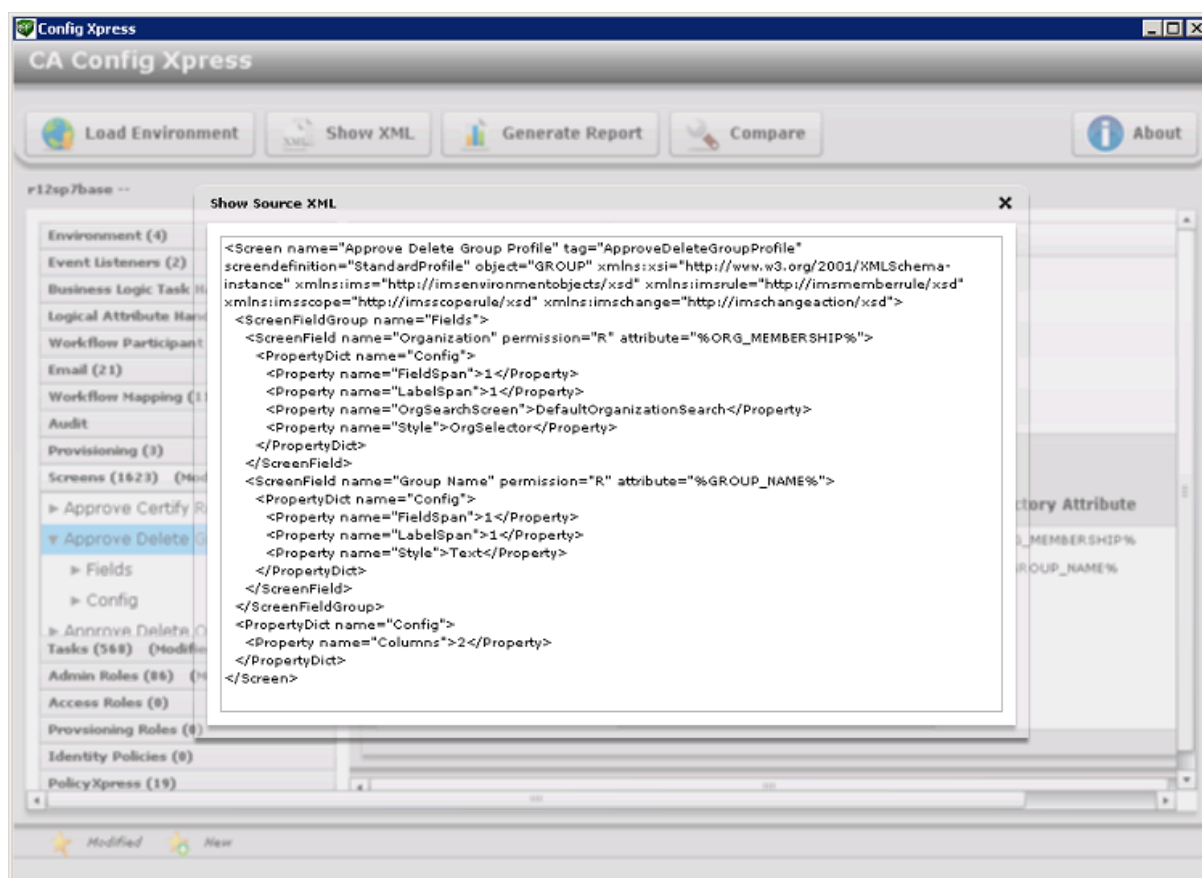 Config Xpress
CA Config Xpress
Load Environment
XML
Show XML
Generate Report
Compare
About
r12sp7base --
Show Source XML
<Screen name="Approve Delete Group Profile" tag="ApproveDeleteGroupProfile"
screendefinition="StandardProfile" object="GROUP" xmlns:xsi="http://www.w3.org/2001/XMLSchema-
instance" xmlns:ims="http://imsenvironmentobjects/xsd" xmlns:imsrule="http://imsmemberrule/xsd"
xmlns:imsscope="http://imsscoperule/xsd" xmlns:imschange="http://imschangeaction/xsd">
<ScreenFieldGroup name="Fields">
<ScreenField name="Organization" permission="R" attribute="%ORG_MEMBERSHIP%">
<PropertyDict name="Config">
<Property name="FieldSpan">1</Property>
<Property name="LabelSpan">1</Property>
<Property name="OrgSearchScreen">DefaultOrganizationSearch</Property>
<Property name="Style">OrgSelector</Property>
</PropertyDict>
</ScreenField>
<ScreenField name="Group Name" permission="R" attribute="%GROUP_NAME%">
<PropertyDict name="Config">
<Property name="FieldSpan">1</Property>
<Property name="LabelSpan">1</Property>
<Property name="Style">Text</Property>
</PropertyDict>
</ScreenField>
</ScreenFieldGroup>
<PropertyDict name="Config">
<Property name="Columns">2</Property>
</PropertyDict>
</Screen>
Environment (4)
Event Listeners (2)
Business Logic Task
Logical Attribute
Workflow Participant
Email (21)
Workflow Mapping
Audit
Provisioning (3)
Screens (1623)
Approve Certify
Approve Delete
Fields
Config
Approve Delete
Tasks (568)
Admin Roles (86)
Access Roles (0)
Provsioning Roles (0)
Identity Policies (0)
PolicyXpress (19)
Attribute
Modified
New